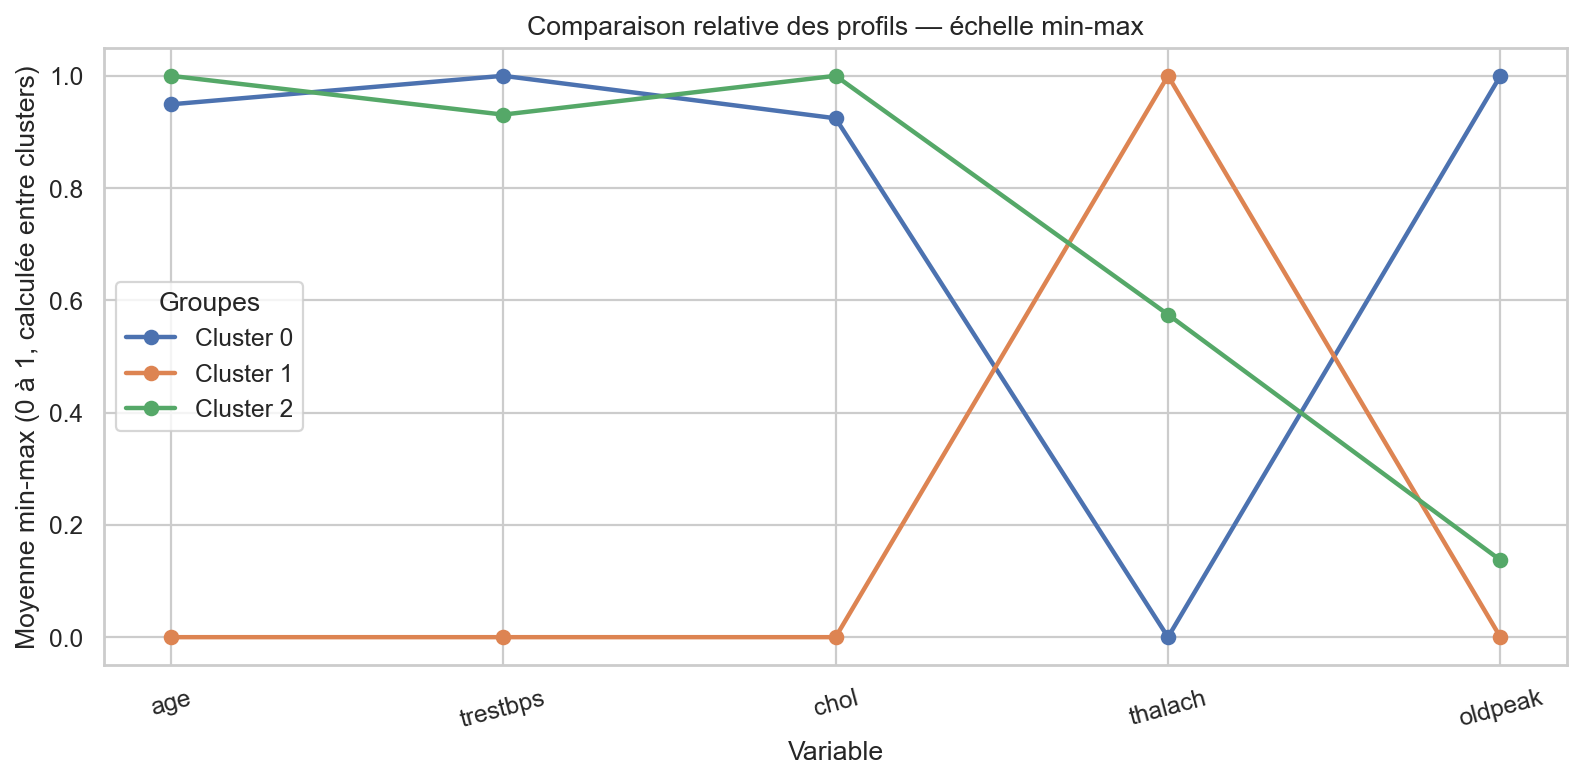 Comparaison relative des profils — échelle min-max
Moyenne min-max (0 à 1, calculée entre clusters)
1.0
0.8
0.6
0.4
0.2
0.0
Groupes
Cluster 0
Cluster 1
Cluster 2
age
trestbps
chol
thalach
oldpeak
Variable